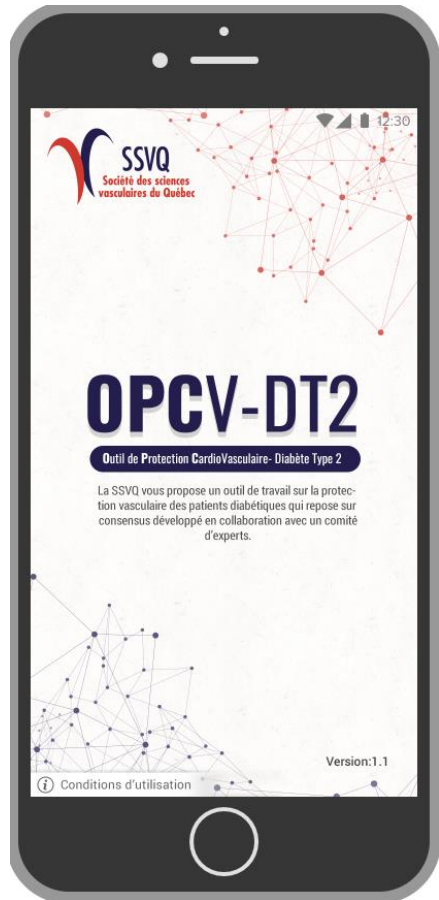 12:30
SSVQ
Société des sciences
vasculaires du Québec
OPCV-DT2
Outil de Protection CardioVasculaire- Diabète Type 2
La SSVQ vous propose un outil de travail sur la protec-
tion vasculaire des patients diabétiques qui repose sur
consensus développé en collaboration avec un comité
d'experts.
Version:1.1
i Conditions d'utilisation